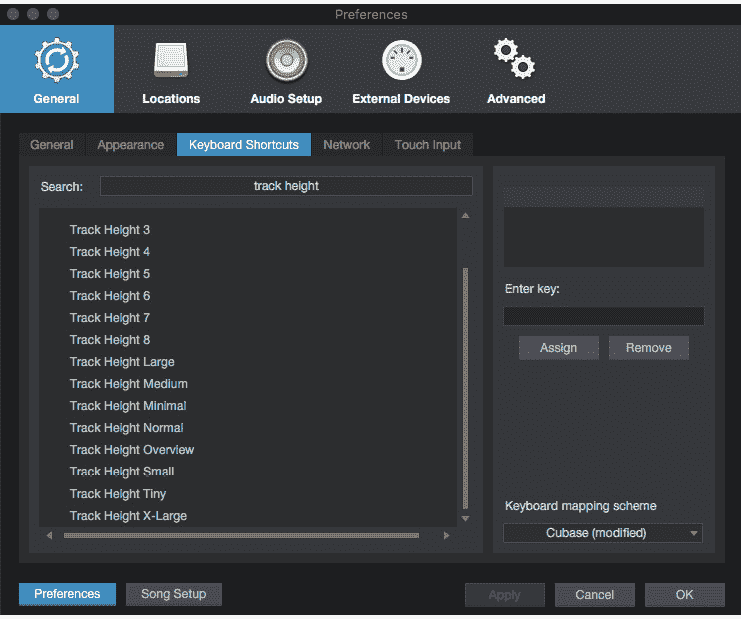 Preferences
General
Locations
Audio Setup
External Devices
Advanced
General
Appearance
Keyboard Shortcuts
Network
Touch Input
Search:
track height
Track Height 3
Track Height 4
Track Height 5
Track Height 6
Track Height 7
Track Height 8
Track Height Large
Track Height Medium
Track Height Minimal
Track Height Normal
Track Height Overview
Track Height Small
Track Height Tiny
Track Height X-Large
Enter key:
Assign
Remove
Keyboard mapping scheme
Cubase (modified)
Preferences
Song Setup
Apply
Cancel
OK